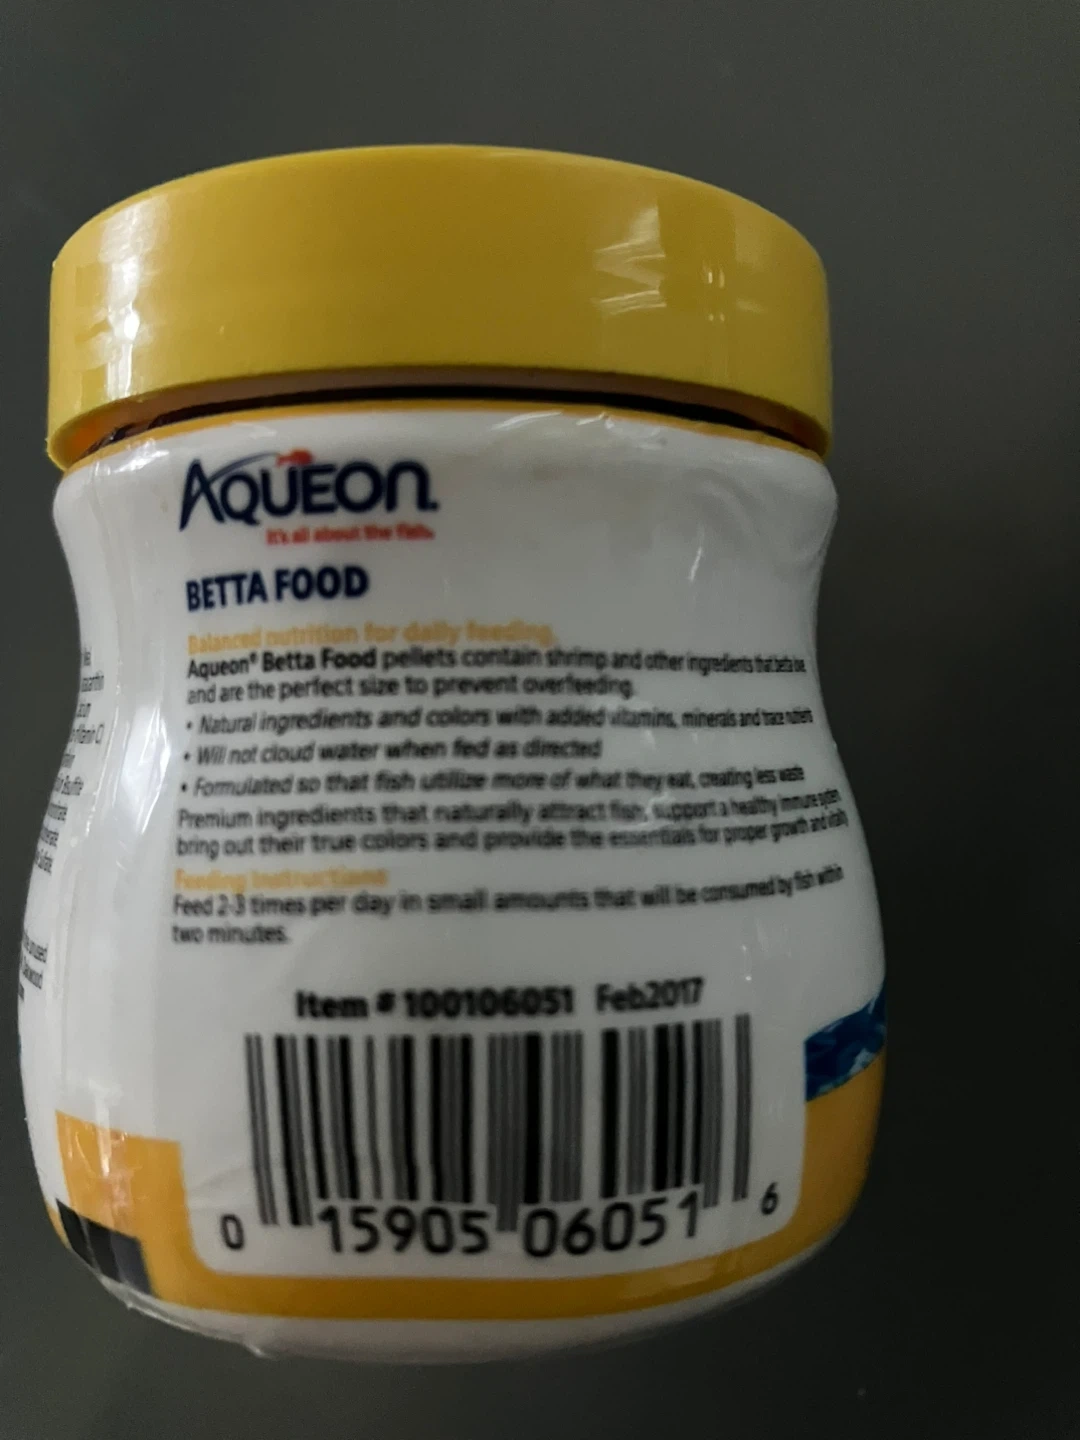 AQUEON.
It's all about the fish.
BETTA FOOD
Balanced nutrition for daily feeding.
Aqueon® Betta Food pellets contain shrimp and other ingredients that betta love
and are the perfect size to prevent overfeeding.
• Natural ingredients and colors with added vitamins, minerals and trace nutrients
• Will not cloud water when fed as directed
• Formulated so that fish utilize more of what they eat, creating less waste
Premium ingredients that naturally attract fish, support a healthy immune system,
bring out their true colors and provide the essentials for proper growth and vitality.
Feeding Instructions
Feed 2-3 times per day in small amounts that will be consumed by fish within
two minutes.
Item # 100106051 Feb2017
0 15905 06051 6